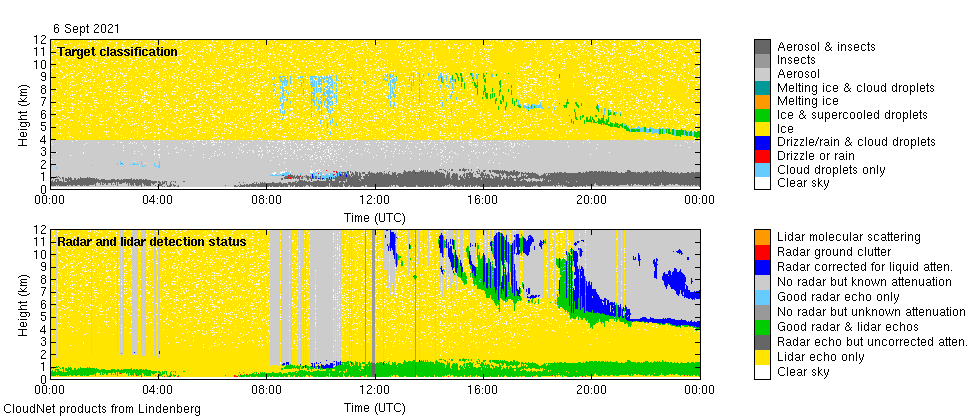 6 Sept 2021
Target classification
12
11
10
9
8
7
6
5
4
3
2
1
0
Height (km)
00:00 04:00 08:00 12:00 16:00 20:00 00:00
Time (UTC)
Aerosol & insects
Insects
Aerosol
Melting ice & cloud droplets
Melting ice
Ice & supercooled droplets
Ice
Drizzle/rain & cloud droplets
Drizzle or rain
Cloud droplets only
Clear sky
Radar and lidar detection status
12
11
10
9
8
7
6
5
4
3
2
1
0
Height (km)
00:00 04:00 08:00 12:00 16:00 20:00 00:00
Time (UTC)
Lidar molecular scattering
Radar ground clutter
Radar corrected for liquid atten.
No radar but known attenuation
Good radar echo only
No radar but unknown attenuation
Good radar & lidar echos
Radar echo but uncorrected atten.
Lidar echo only
Clear sky
CloudNet products from Lindenberg